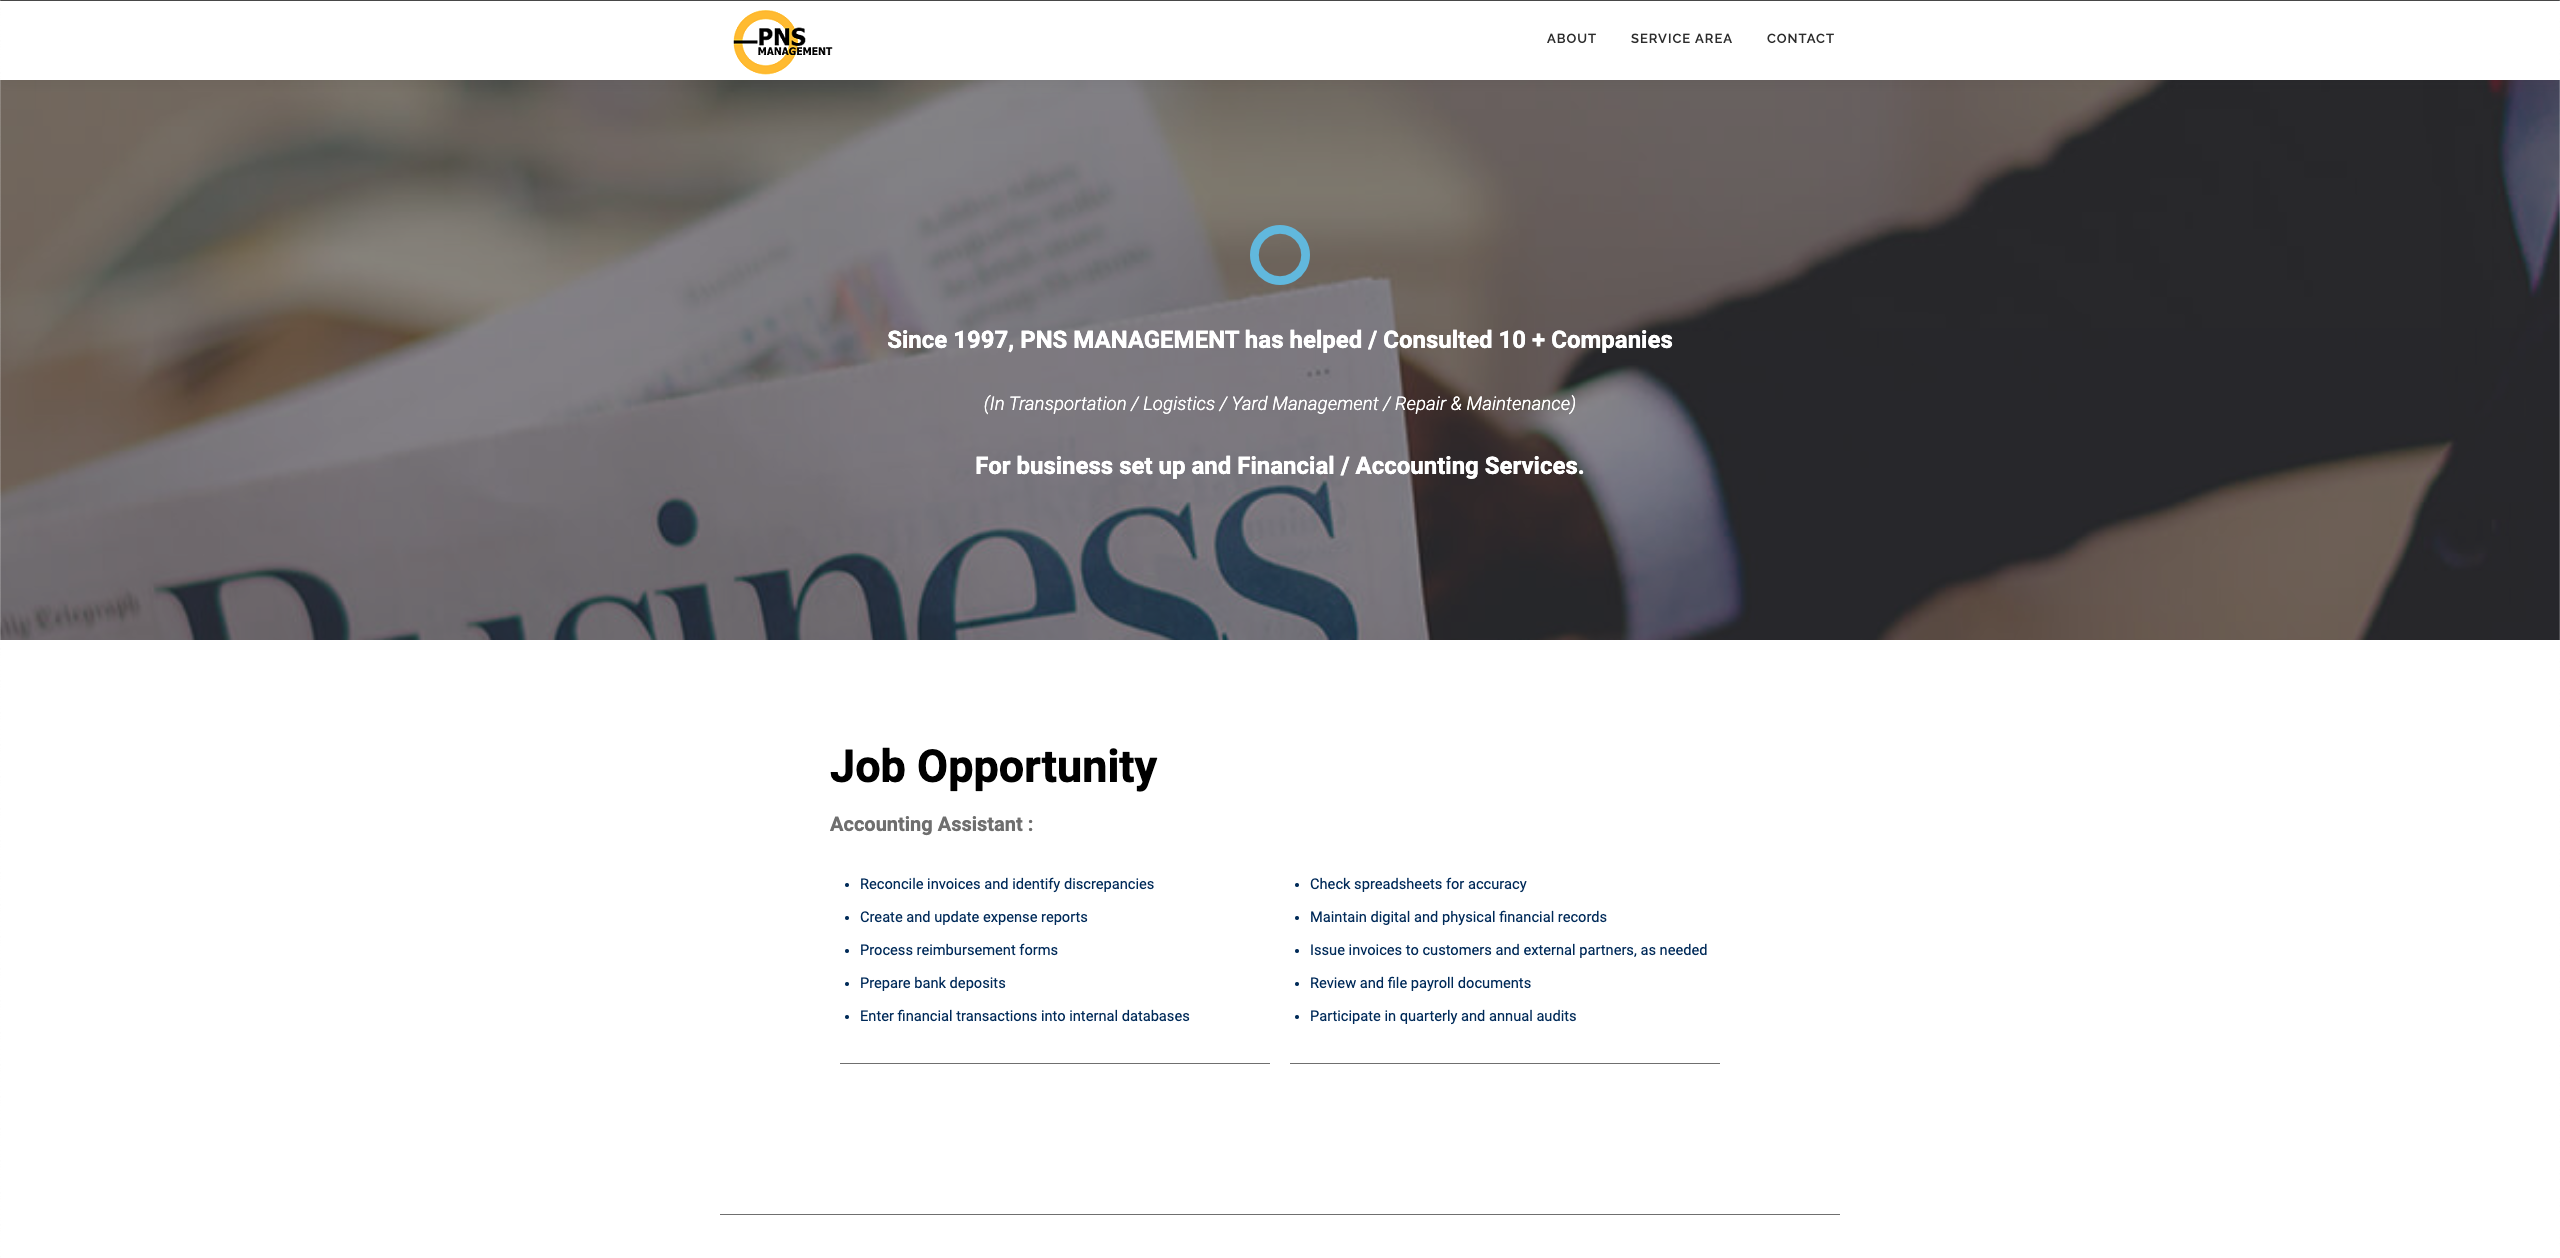 PNS
MANAGEMENT
ABOUT SERVICE AREA CONTACT
Since 1997, PNS MANAGEMENT has helped / Consulted 10 + Companies
(In Transportation / Logistics / Yard Management / Repair & Maintenance)
For business set up and Financial / Accounting Services.
Business
Job Opportunity
Accounting Assistant :
• Reconcile invoices and identify discrepancies
• Create and update expense reports
• Process reimbursement forms
• Prepare bank deposits
• Enter financial transactions into internal databases
• Check spreadsheets for accuracy
• Maintain digital and physical financial records
• Issue invoices to customers and external partners, as needed
• Review and file payroll documents
• Participate in quarterly and annual audits